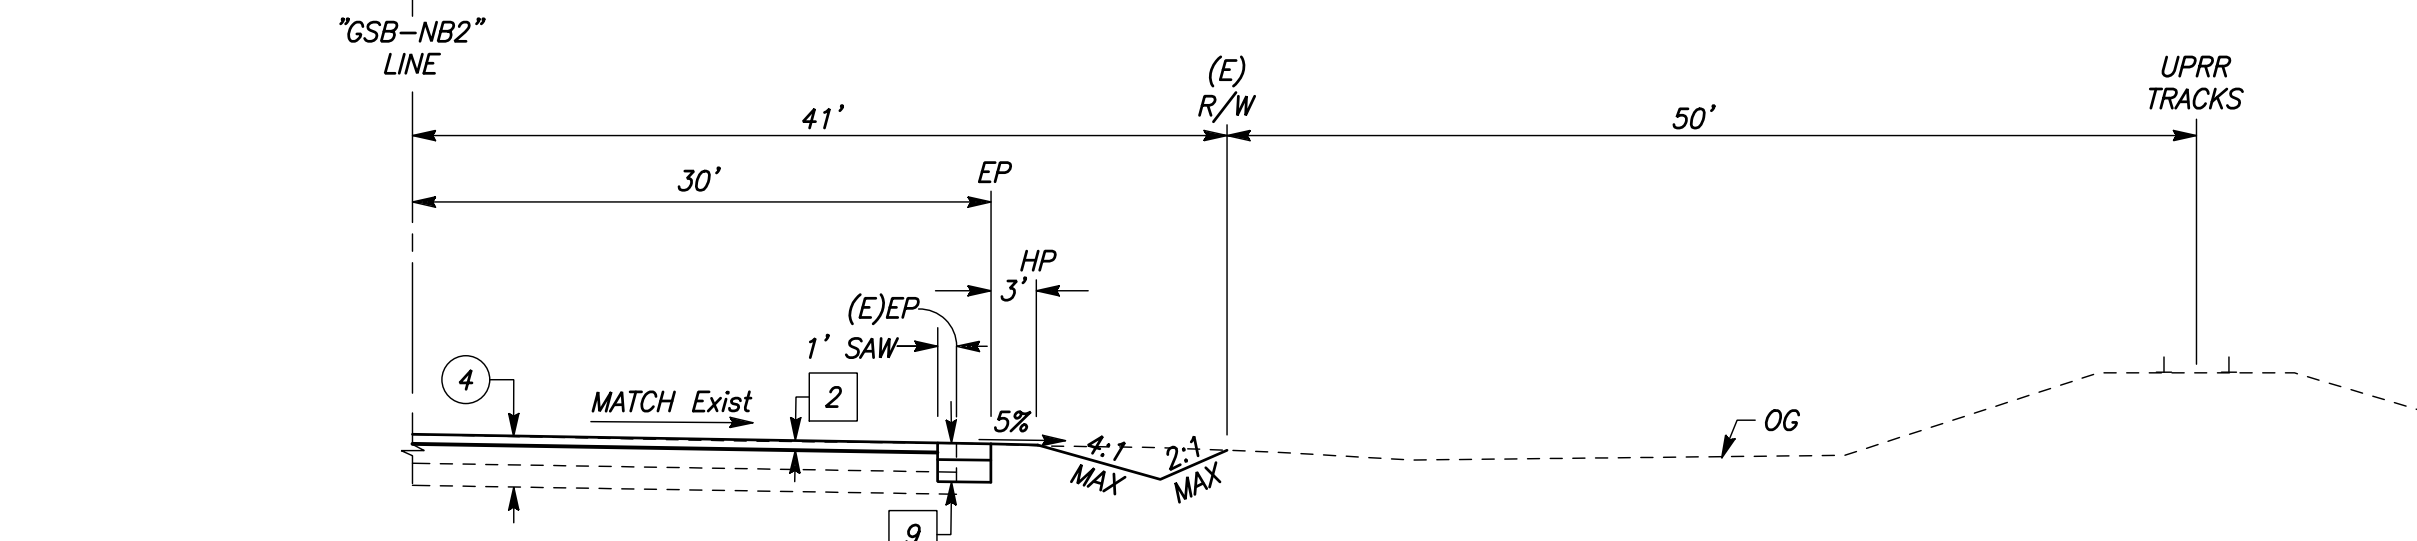 "GSB-NB2"
LINE
(E)
R/W
UPRR
TRACKS
41'
50'
30'
EP
HP
3'
(E)EP
1' SAW
4
MATCH Exist
2
5%
4:1
MAX
2:1
MAX
OG
9